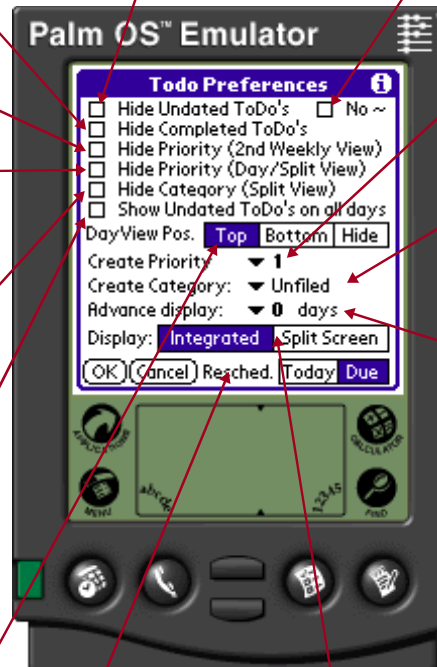 Palm OS™ Emulator
Todo Preferences i
Hide Undated ToDo's No ~
Hide Completed ToDo's
Hide Priority (2nd Weekly View)
Hide Priority (Day/Split View)
Hide Category (Split View)
Show Undated ToDo's on all days
DayView Pos. Top Bottom Hide
Create Priority 1
Create Category: Unfiled
Advance display: 0 days
Display: Integrated Split Screen
OK Cancel Resched. Today Due
APPLICATIONS CALCULATOR
MENU abcde 12345 FIND